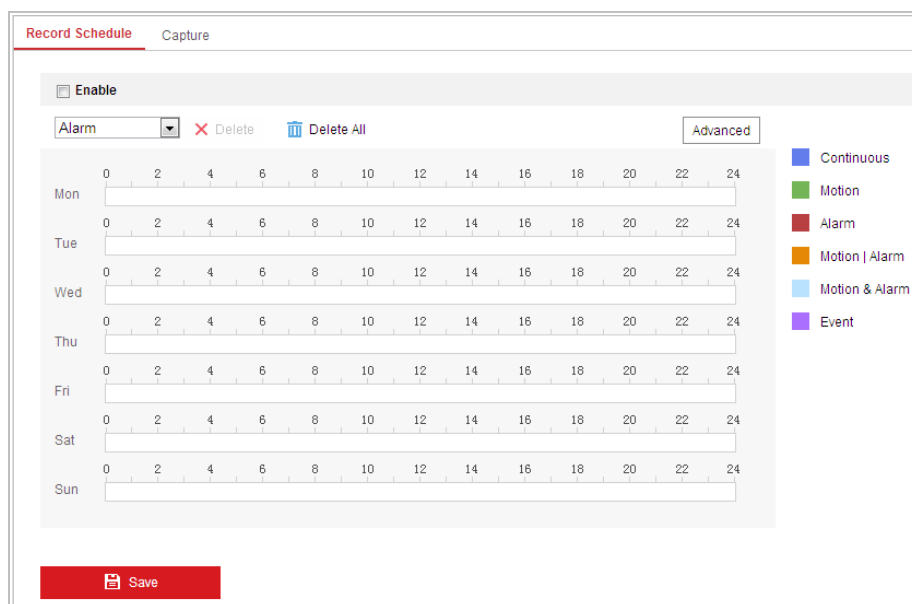 Record Schedule Capture
Enable
Alarm Delete Delete All Advanced
0 2 4 6 8 10 12 14 16 18 20 22 24
Mon
0 2 4 6 8 10 12 14 16 18 20 22 24
Tue
0 2 4 6 8 10 12 14 16 18 20 22 24
Wed
0 2 4 6 8 10 12 14 16 18 20 22 24
Thu
0 2 4 6 8 10 12 14 16 18 20 22 24
Fri
0 2 4 6 8 10 12 14 16 18 20 22 24
Sat
0 2 4 6 8 10 12 14 16 18 20 22 24
Sun
Continuous
Motion
Alarm
Motion | Alarm
Motion & Alarm
Event
Save